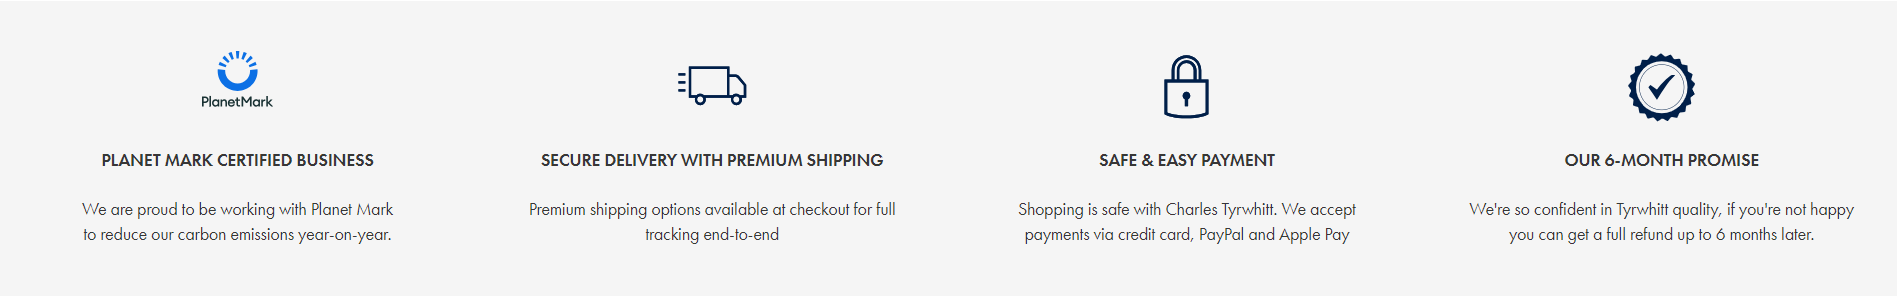 PlanetMark
PLANET MARK CERTIFIED BUSINESS
We are proud to be working with Planet Mark
to reduce our carbon emissions year-on-year.
SECURE DELIVERY WITH PREMIUM SHIPPING
Premium shipping options available at checkout for full
tracking end-to-end
SAFE & EASY PAYMENT
Shopping is safe with Charles Tyrwhitt. We accept
payments via credit card, PayPal and Apple Pay
OUR 6-MONTH PROMISE
We're so confident in Tyrwhitt quality, if you're not happy
you can get a full refund up to 6 months later.